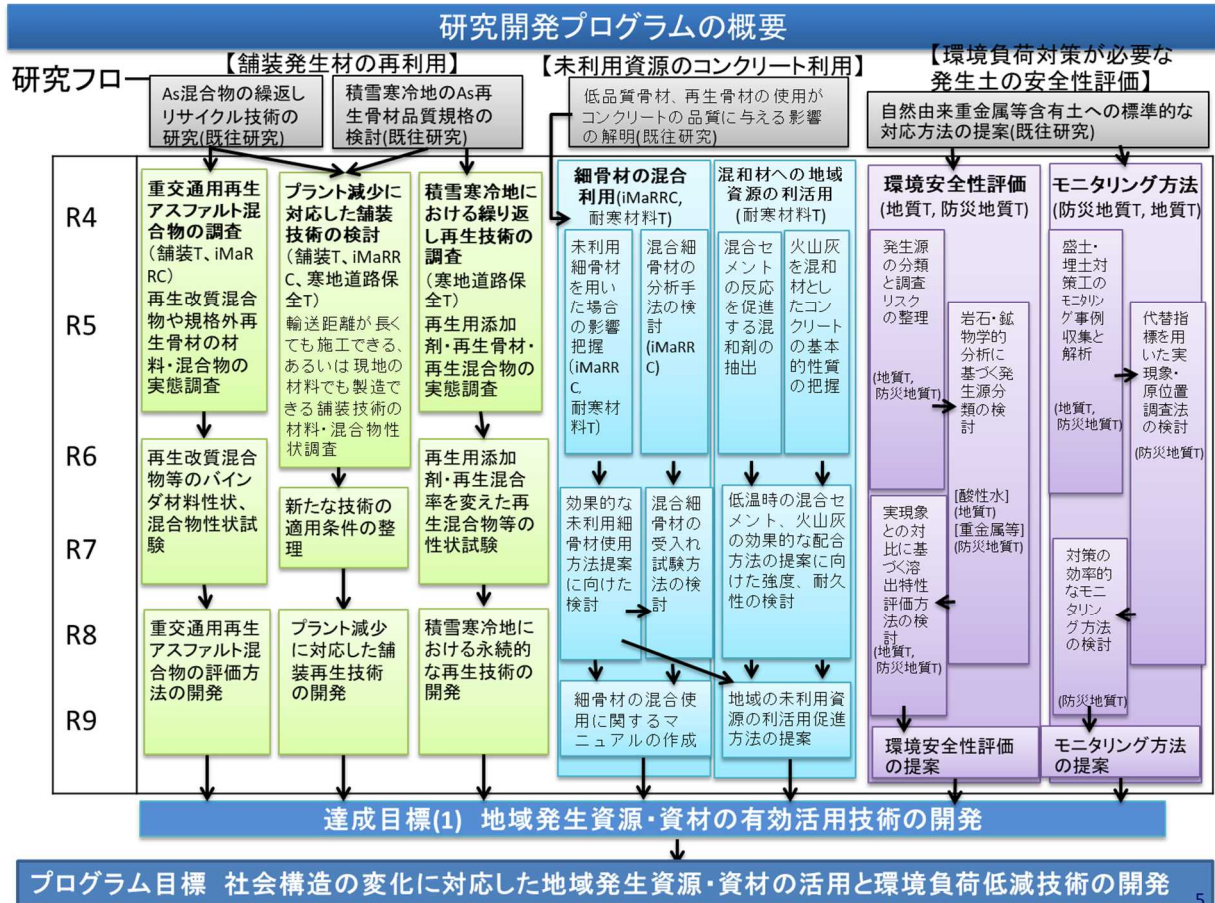 研究開発プログラムの概要
研究フロー
【舗装発生材の再利用】
【未利用資源のコンクリート利用】
【環境負荷対策が必要な
発生土の安全性評価】
As混合物の繰返し
リサイクル技術の
研究(既往研究)
積雪寒冷地のAs再
生骨材品質規格の
検討(既往研究)
低品質骨材、再生骨材の使用が
コンクリートの品質に与える影響
の解明(既往研究)
自然由来重金属等含有土への標準的な
対応方法の提案(既往研究)
R4
R5
R6
R7
R8
R9
重交通用再生
アスファルト混
合物の調査
(舗装T、iMaR
RC)
再生改質混合
物や規格外再
生骨材の材
料・混合物の
実態調査
再生改質混合
物等のバイン
ダ材料性状、
混合物性状試
験
重交通用再生
アスファルト混
合物の評価方
法の開発
プラント減少に
対応した舗装
技術の検討
(舗装T、iMaRR
C、寒地道路保
全T)
輸送距離が長く
ても施工できる、
あるいは現地の
材料でも製造で
きる舗装技術の
材料・混合物性
状調査
新たな技術の
適用条件の整
理
プラント減少
に対応した舗
装再生技術
の開発
積雪寒冷地に
おける繰り返
し再生技術の
調査
(寒地道路保
全T)
再生用添加
剤・再生骨材・
再生混合物の
実態調査
再生用添加
剤・再生混合
率を変えた再
生混合物等の
性状試験
積雪寒冷地に
おける永続的
な再生技術の
開発
細骨材の混合
利用(iMaRRC,
耐寒材料T)
未利用
細骨材
を用い
た場合
の影響
把握
(iMaRR
C,
耐寒材
料T)
混合細
骨材の
分析手
法の検
討
(iMaRR
C)
効果的な
未利用細
骨材使用
方法提案
に向けた
検討
混合細
骨材の
受入れ
試験方
法の検
討
細骨材の混合使
用に関するマ
ニュアルの作成
混和材への地域
資源の利活用
(耐寒材料T)
混合セ
メント
の反応
を促進
する混
和剤の
抽出
火山灰
を混和
材とし
たコン
クリート
の基本
的性質
の把握
低温時の混合セ
メント、火山灰
の効果的な配合
方法の提案に向
けた強度、耐久
性の検討
地域の未利用資
源の利活用促進
方法の提案
環境安全性評価
(地質T, 防災地質T)
発生源
の分類
と調査
リスク
の整理
(地質T,
防災地質T)
岩石・鉱
物学的
分析に
基づく発
生源分
類の検
討
[酸性水]
(地質T)
[重金属等]
(防災地質T)
実現象
との対
比に基
づく溶
出特性
評価方
法の検
討
(地質T,
防災地質T)
環境安全性評価
の提案
モニタリング方法
(防災地質T, 地質T)
盛土・
埋土対
策工の
モニタリ
ング事例
収集と
解析
(地質T,
防災地質T)
代替指
標を用
いた実
現象・
原位置
調査法
の検討
(防災地質T)
対策の
効率的
なモニ
タリン
グ方法
の検討
(防災地質T)
モニタリング方法
の提案
達成目標(1) 地域発生資源・資材の有効活用技術の開発
プログラム目標 社会構造の変化に対応した地域発生資源・資材の活用と環境負荷低減技術の開発
5